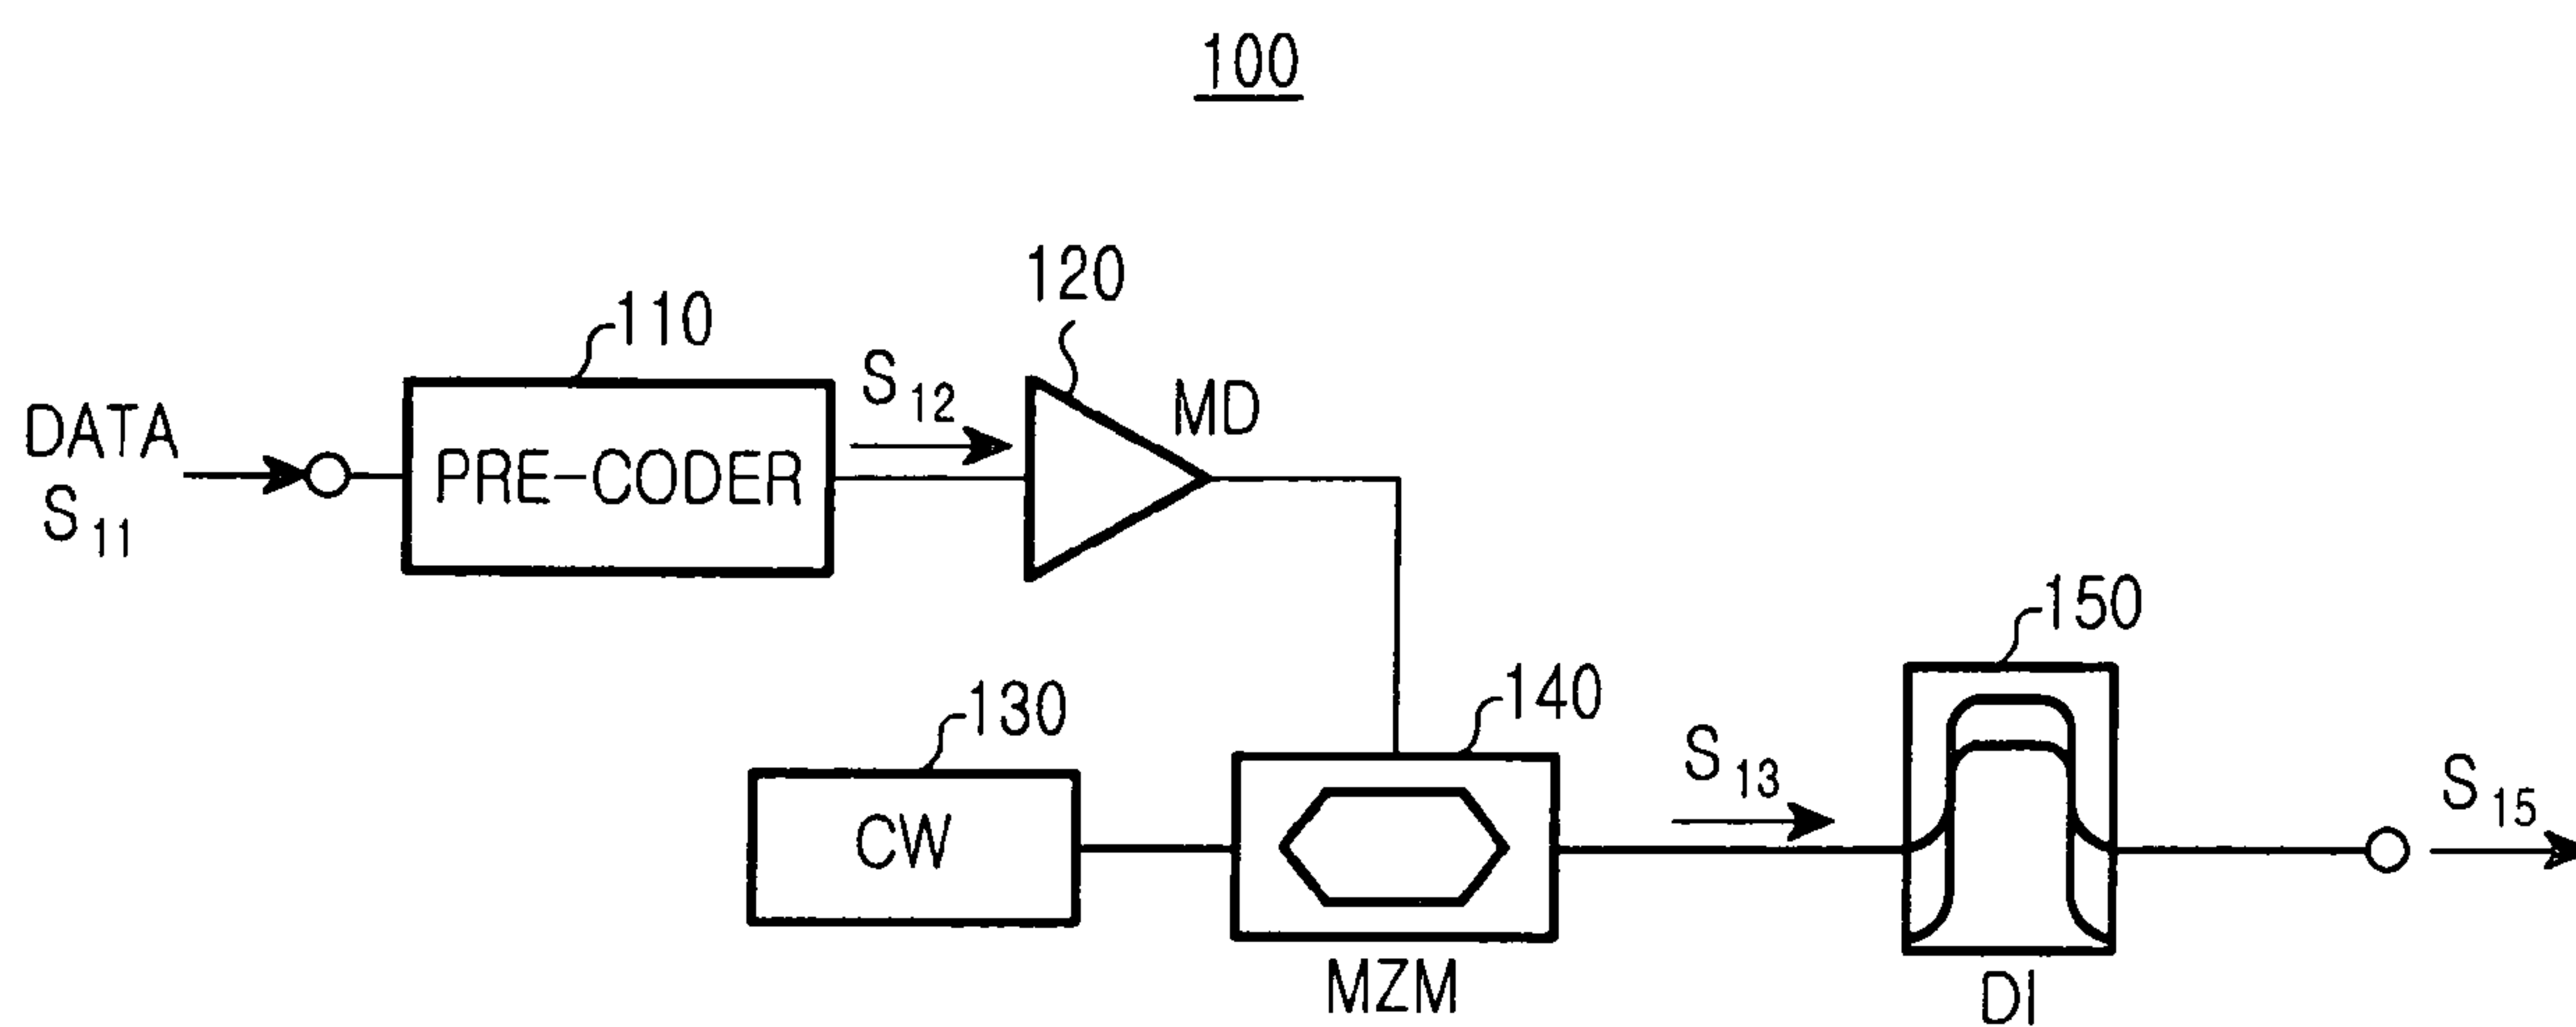 100
120
110
S12
MD
DATA
S11
PRE-CODER
150
130
140
S13
S15
CW
MZM
DI